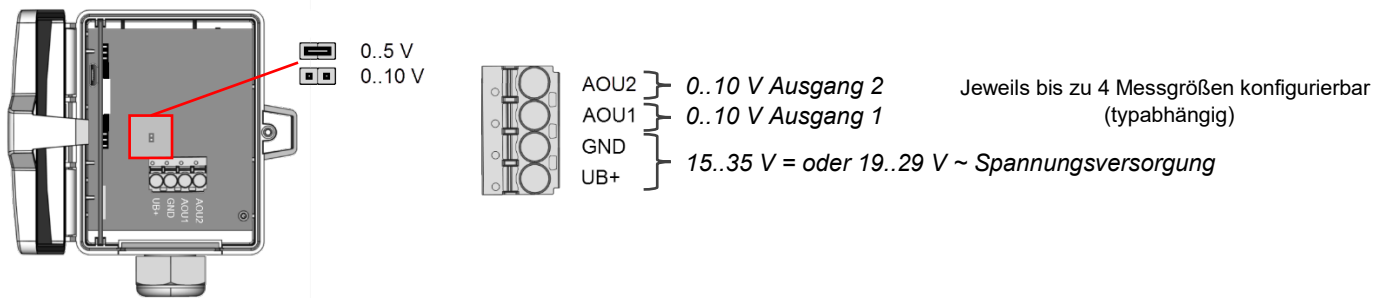 0..5 V
0..10 V
UB+
GND
AOU1
AOU2
AOU2
0..10 V Ausgang 2
AOU1
0..10 V Ausgang 1
GND
UB+
15..35 V = oder 19..29 V ~ Spannungsversorgung
Jeweils bis zu 4 Messgrößen konfigurierbar
(typabhängig)